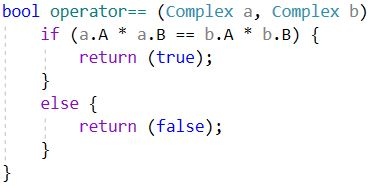 bool operator== (Complex a, Complex b)
if (a.A * a.B == b.A * b.B) {
return (true);
}
else {
return (false);
}
}